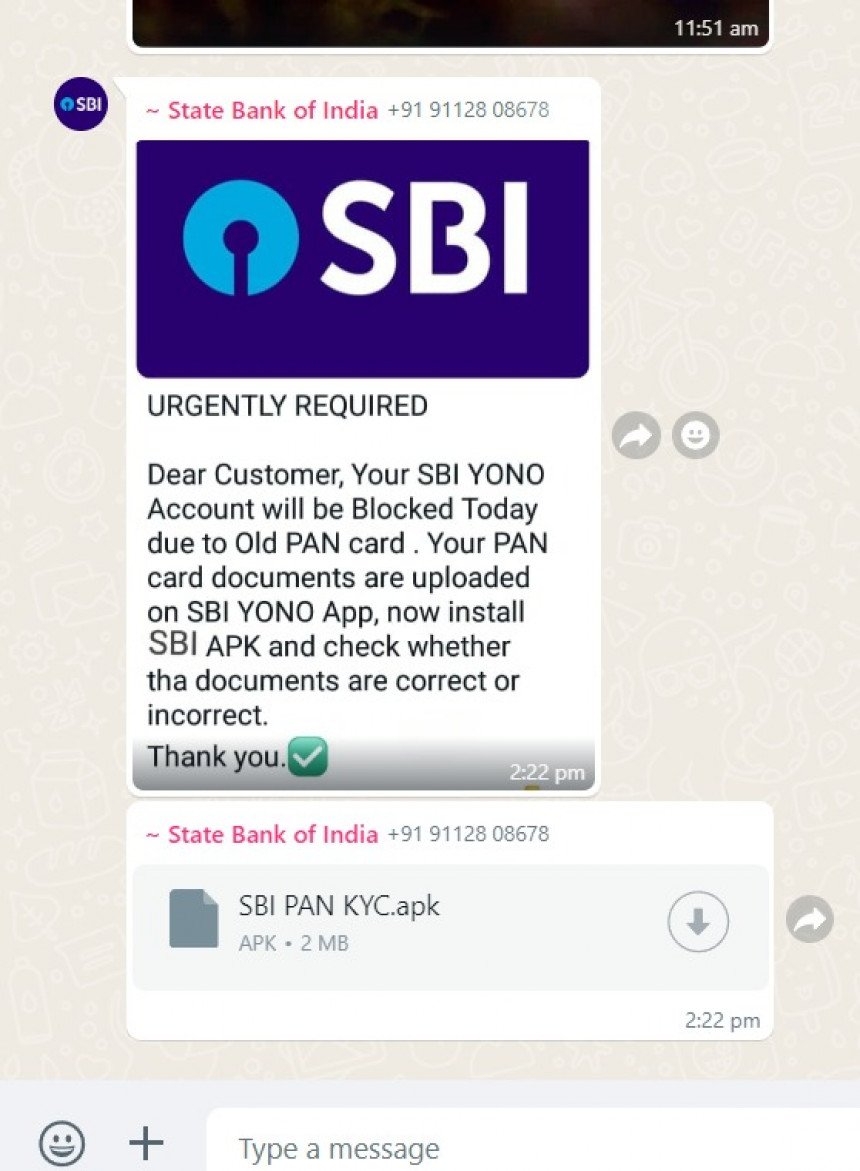 11:51 am
SBI
~ State Bank of India +91 91128 08678
SBI
URGENTLY REQUIRED
Dear Customer, Your SBI YONO
Account will be Blocked Today
due to Old PAN card . Your PAN
card documents are uploaded
on SBI YONO App, now install
SBI APK and check whether
tha documents are correct or
incorrect.
Thank you.✅
2:22 pm
~ State Bank of India +91 91128 08678
SBI PAN KYC.apk
APK • 2 MB
2:22 pm
Type a message